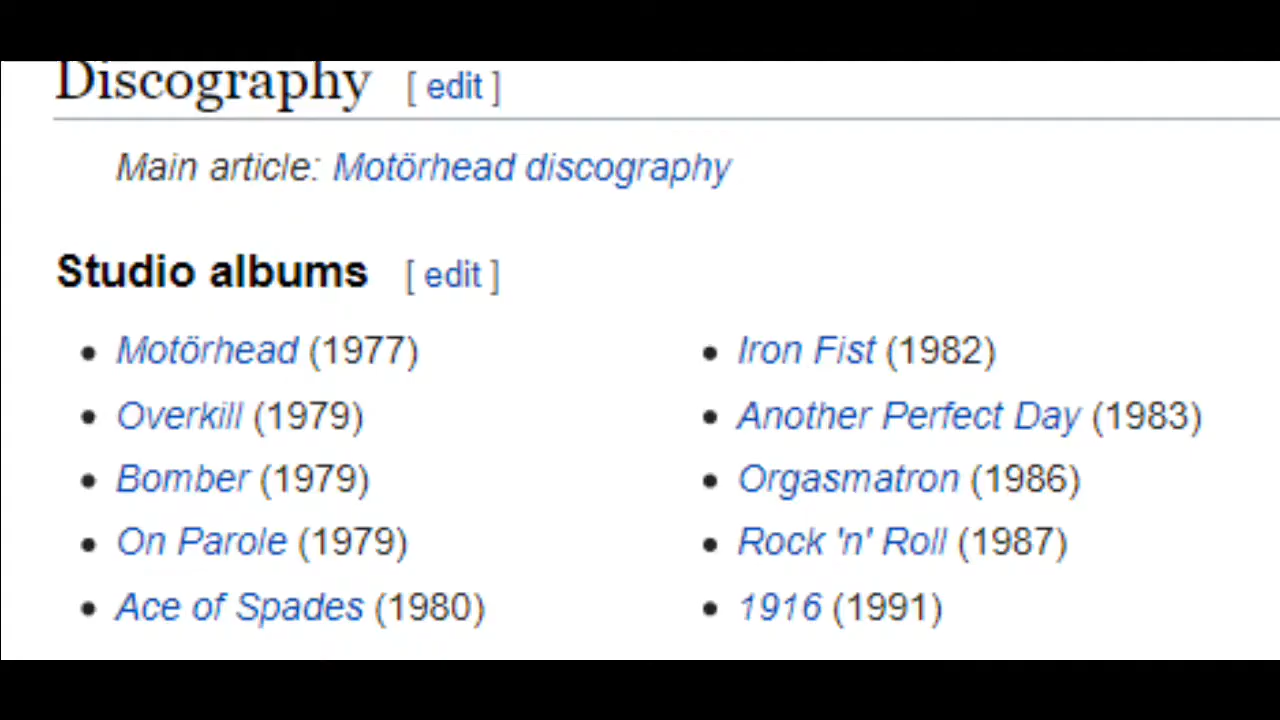 Discography [ edit ]
Main article: Motörhead discography
Studio albums [ edit ]
• Motörhead (1977)
• Overkill (1979)
• Bomber (1979)
• On Parole (1979)
• Ace of Spades (1980)
• Iron Fist (1982)
• Another Perfect Day (1983)
• Orgasmatron (1986)
• Rock 'n' Roll (1987)
• 1916 (1991)